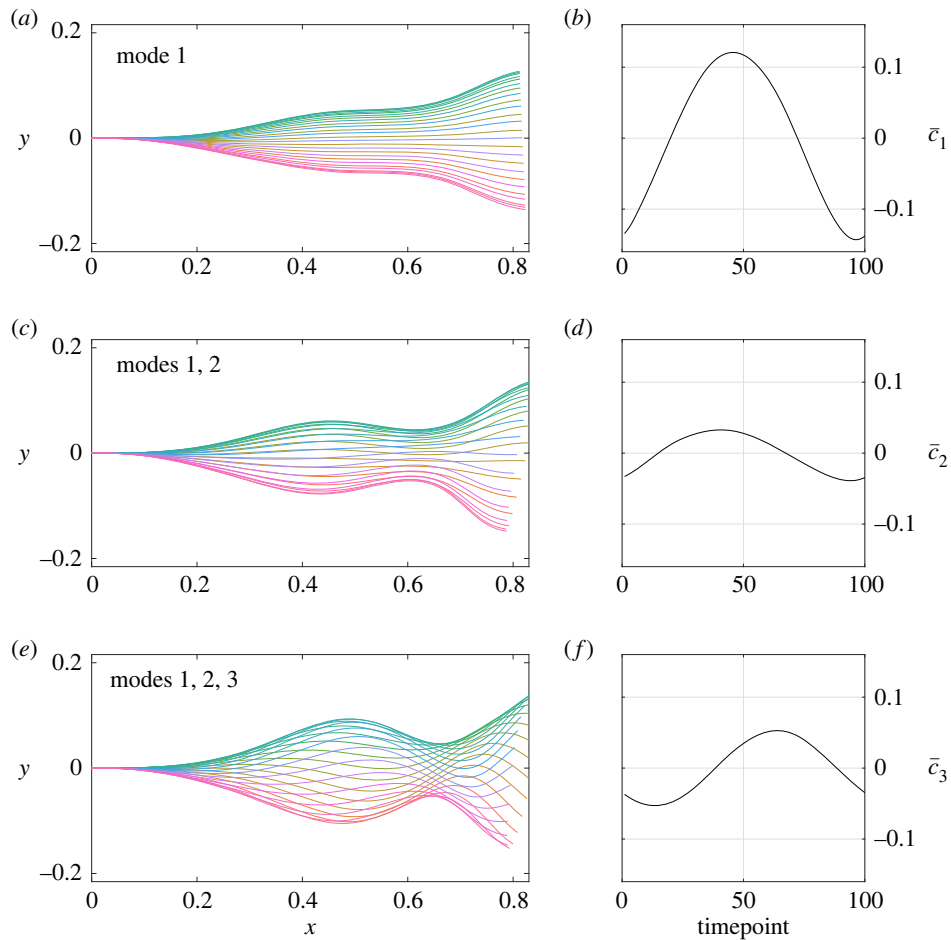 (a)
(b)
0.2
0
–0.2
y
mode 1
0
0.2
0.4
0.6
0.8
0.1
0
–0.1
c̄1
0
50
100
(c)
(d)
0.2
0
–0.2
y
modes 1, 2
0
0.2
0.4
0.6
0.8
0.1
0
–0.1
c̄2
0
50
100
(e)
(f)
0.2
0
–0.2
y
modes 1, 2, 3
0
0.2
0.4
0.6
0.8
x
0.1
0
–0.1
c̄3
0
50
100
timepoint